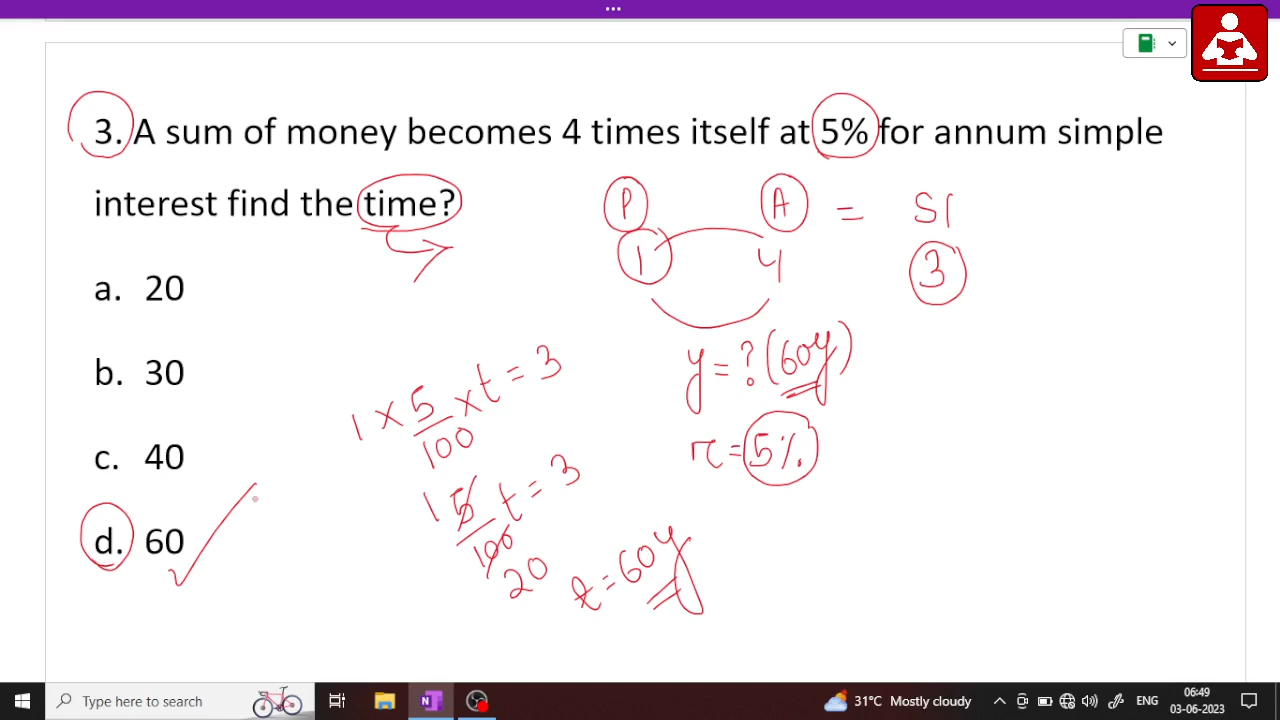 3. A sum of money becomes 4 times itself at 5% for annum simple
interest find the time?
P A = SI
1 4 3
a. 20
b. 30
c. 40
d. 60
y = ? (60y)
r = 5%
1 × 5/100 × t = 3
1 5/100 t = 3
20
t = 60y
Type here to search
31°C Mostly cloudy
ENG
06:49
03-06-2023